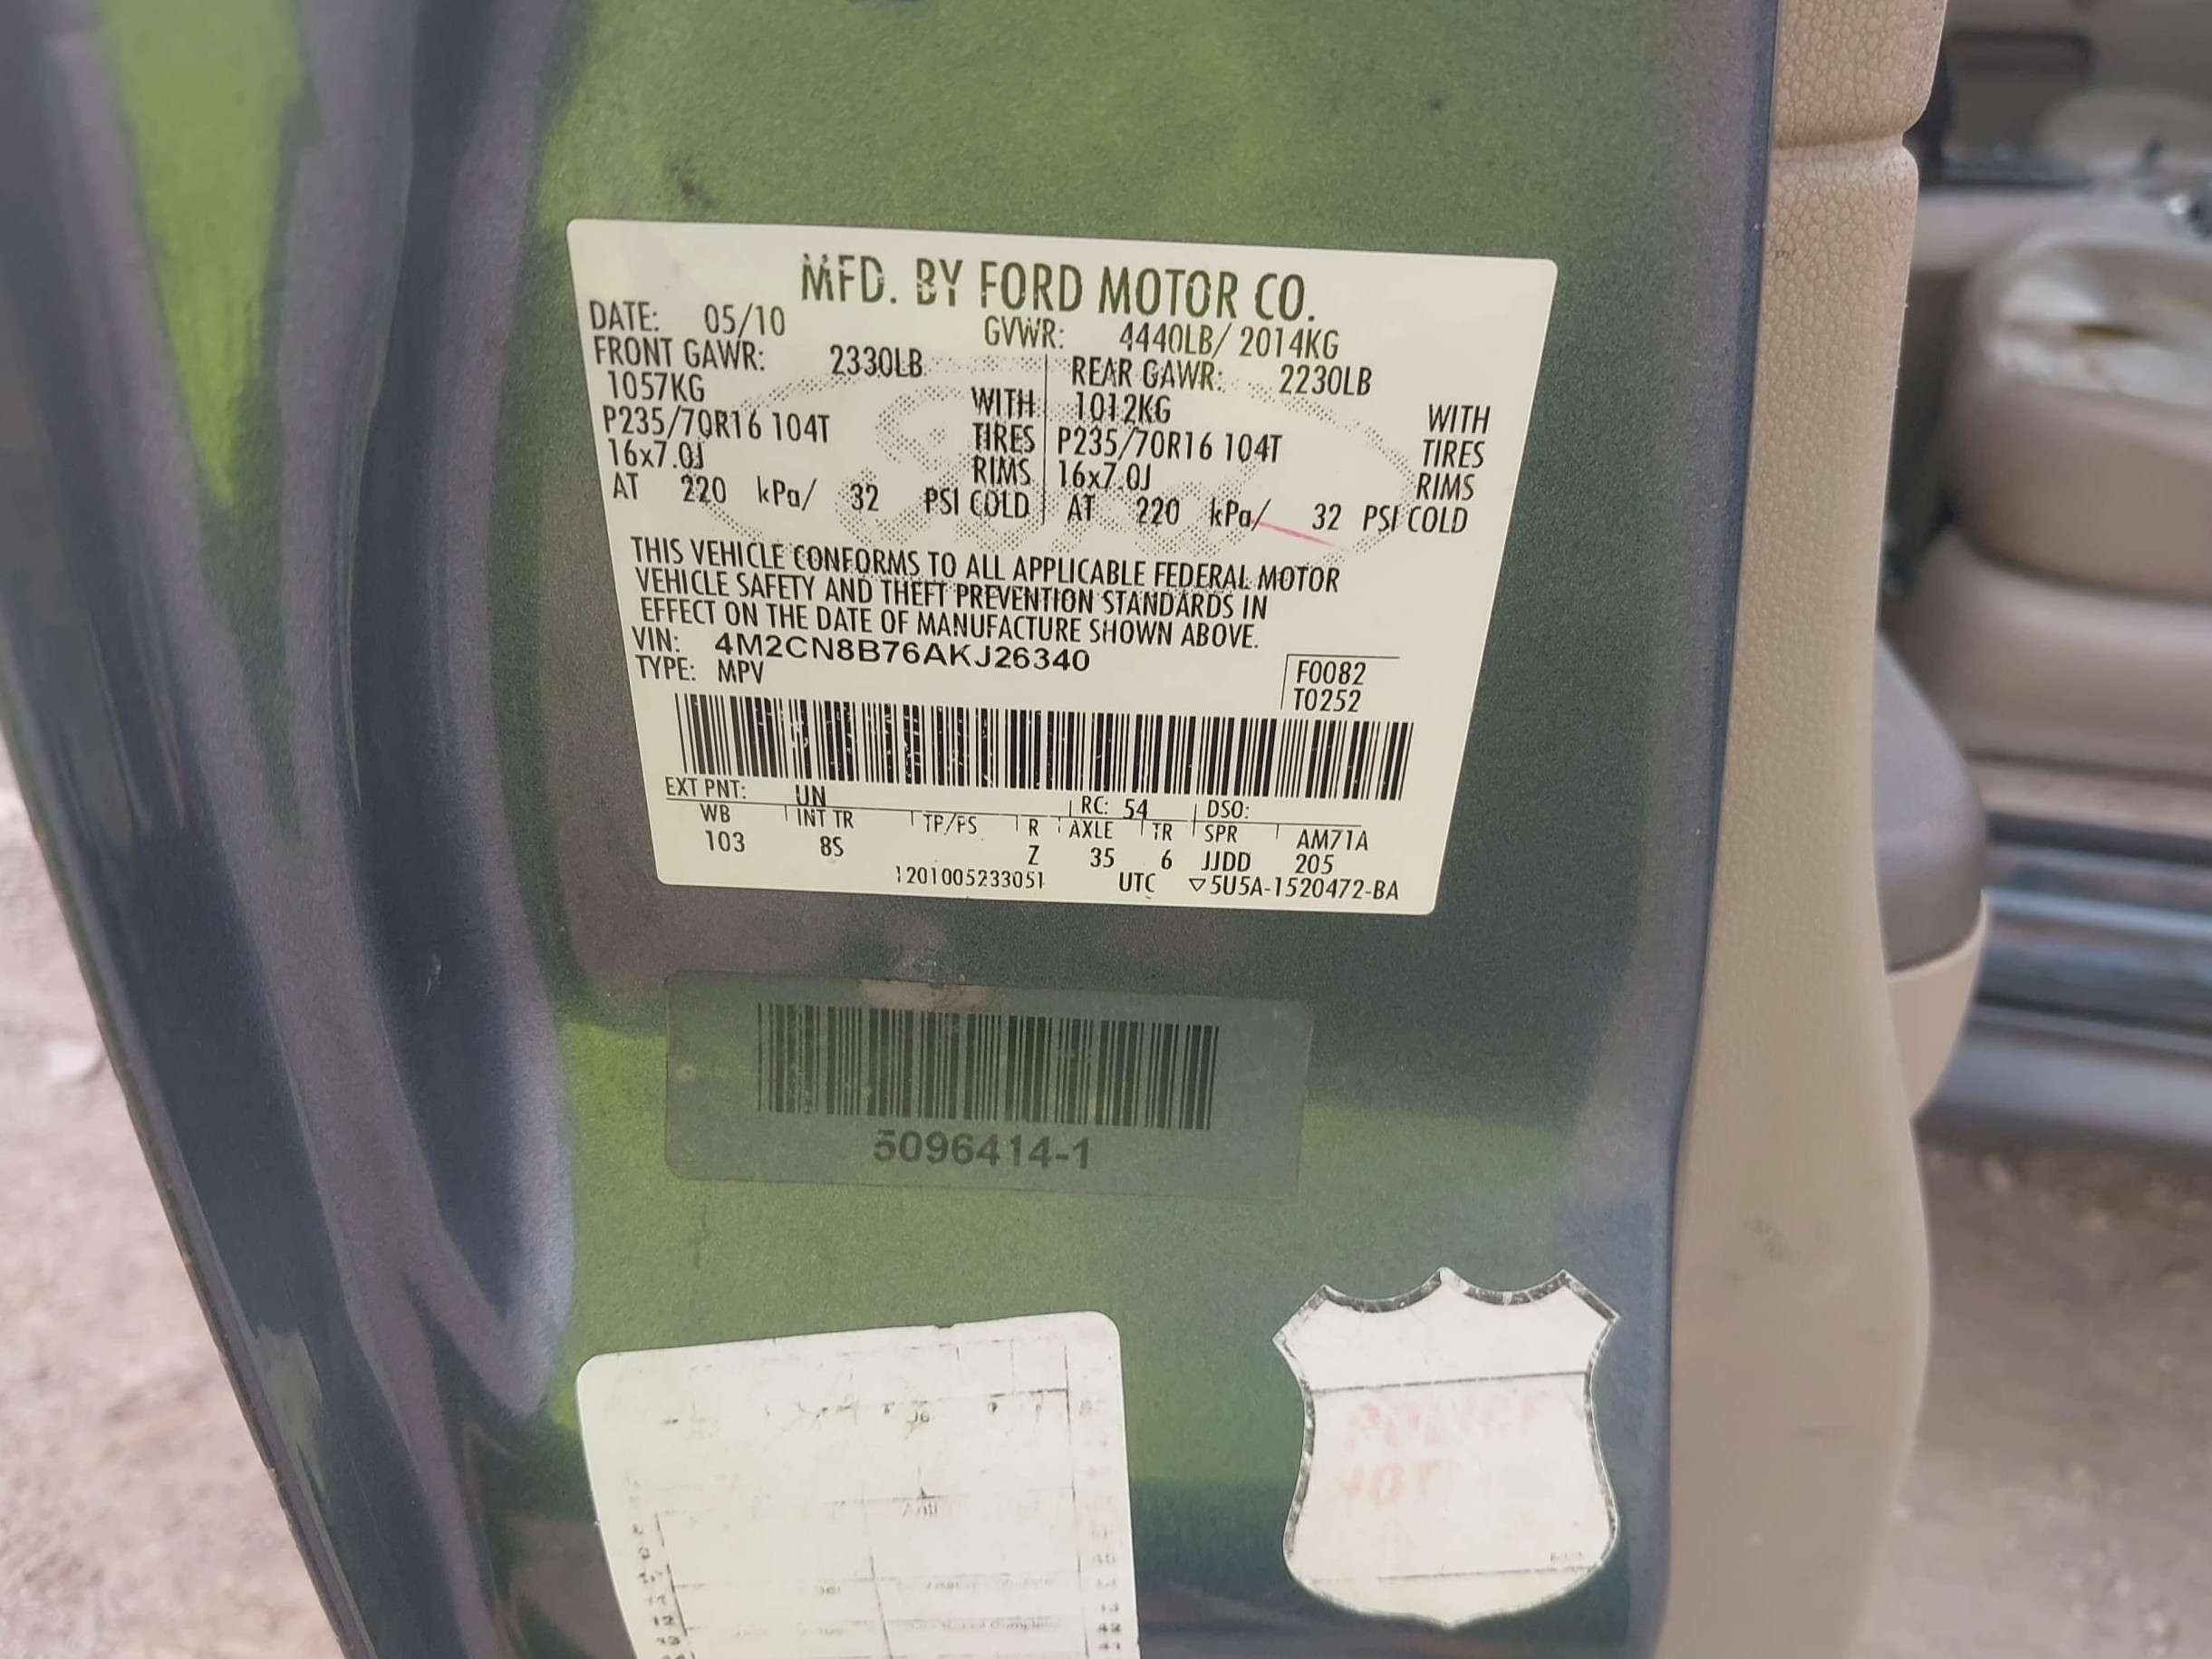 MFD. BY FORD MOTOR CO.
DATE: 05/10 GVWR: 4440LB/ 2014KG
FRONT GAWR: 2330LB REAR GAWR: 2230LB
1057KG WITH 1012KG WITH
P235/70R16 104T TIRES P235/70R16 104T TIRES
16x7.0J RIMS 16x7.0J RIMS
AT 220 kPa/ 32 PSI COLD AT 220 kPa/ 32 PSI COLD
THIS VEHICLE CONFORMS TO ALL APPLICABLE FEDERAL MOTOR
VEHICLE SAFETY AND THEFT PREVENTION STANDARDS IN
EFFECT ON THE DATE OF MANUFACTURE SHOWN ABOVE.
VIN: 4M2CN8B76AKJ26340
TYPE: MPV
F0082
T0252
EXT PNT: UN RC: 54 DSO:
WB INT TR TP/PS R AXLE TR SPR AM71A
103 8S Z 35 6 JJDD 205
1201005233051 UTC ▽5U5A-1520472-BA
5096414-1